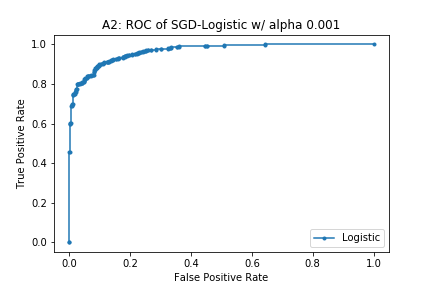 A2: ROC of SGD-Logistic w/ alpha 0.001
1.0
0.8
0.6
0.4
0.2
0.0
True Positive Rate
Logistic
0.0 0.2 0.4 0.6 0.8 1.0
False Positive Rate